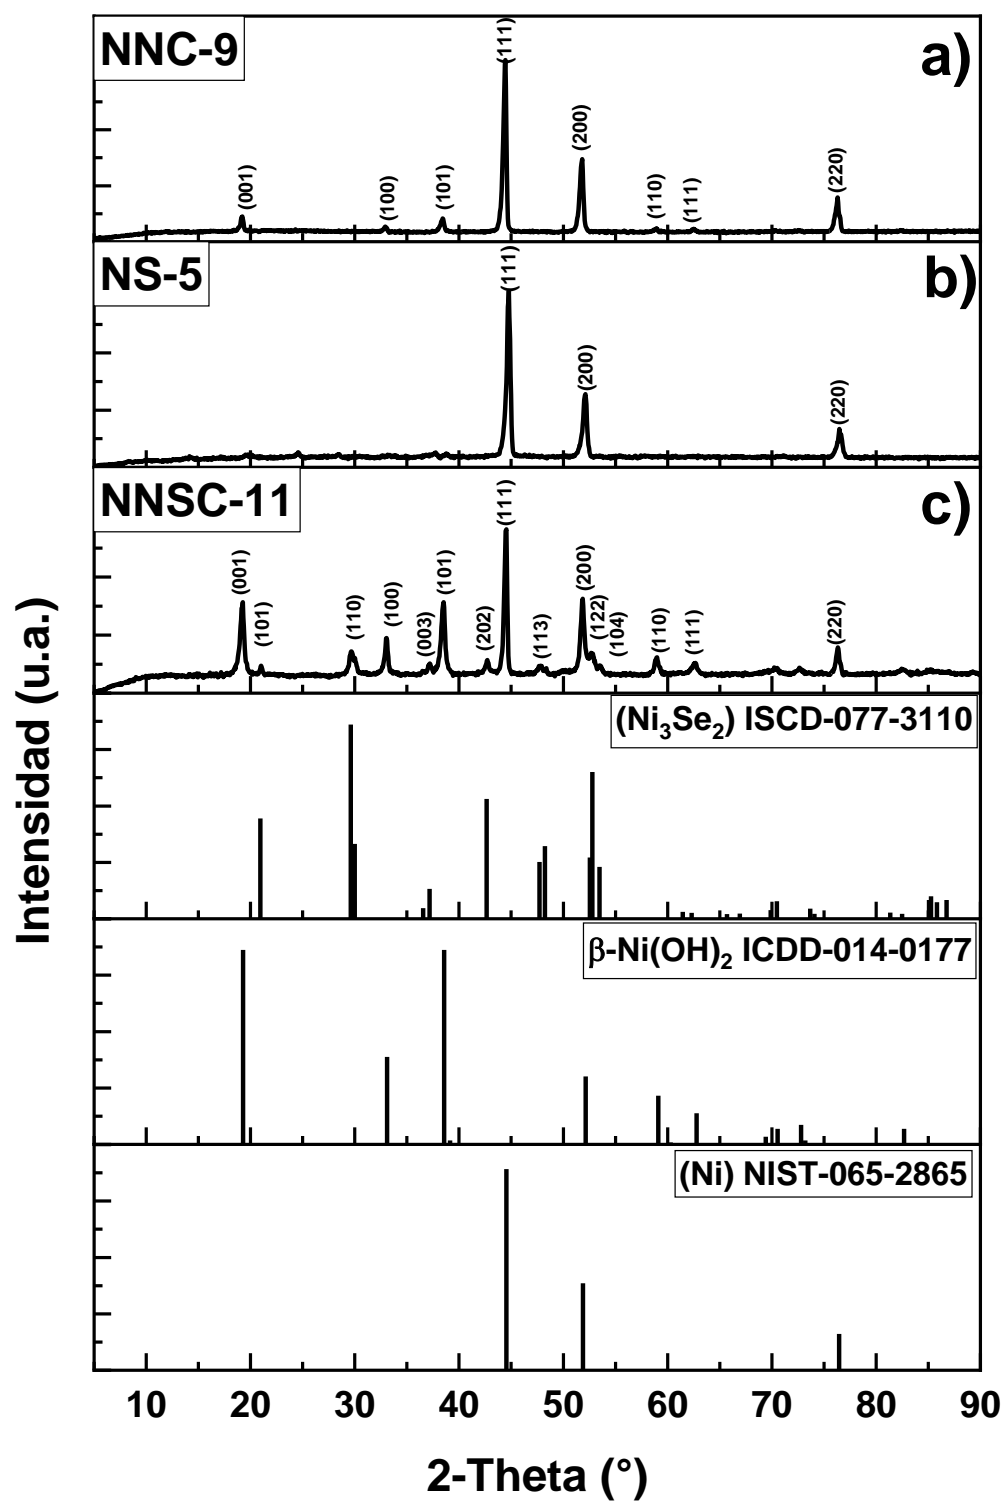 NNC-9
a)
(001)
(100)
(101)
(111)
(200)
(110)
(111)
(220)
NS-5
b)
(111)
(200)
(220)
NNSC-11
c)
(001)
(101)
(110)
(100)
(003)
(101)
(202)
(111)
(113)
(200)
(122)
(104)
(110)
(111)
(220)
(Ni₃Se₂) ISCD-077-3110
β-Ni(OH)₂ ICDD-014-0177
(Ni) NIST-065-2865
Intensidad (u.a.)
10 20 30 40 50 60 70 80 90
2-Theta (°)